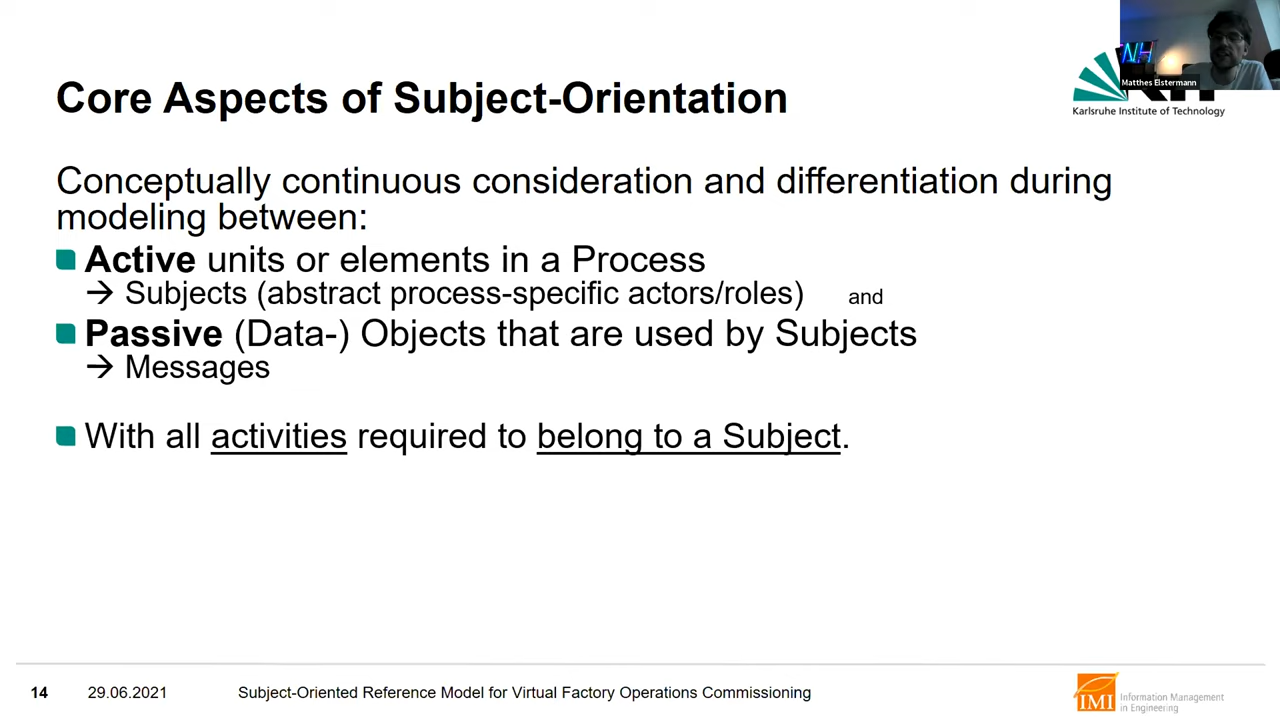 Matthes Elstermann
Karlsruhe Institute of Technology
Core Aspects of Subject-Orientation
Conceptually continuous consideration and differentiation during
modeling between:
Active units or elements in a Process
→ Subjects (abstract process-specific actors/roles) and
Passive (Data-) Objects that are used by Subjects
→ Messages
With all activities required to belong to a Subject.
14 29.06.2021 Subject-Oriented Reference Model for Virtual Factory Operations Commissioning
IMI Information Management
in Engineering